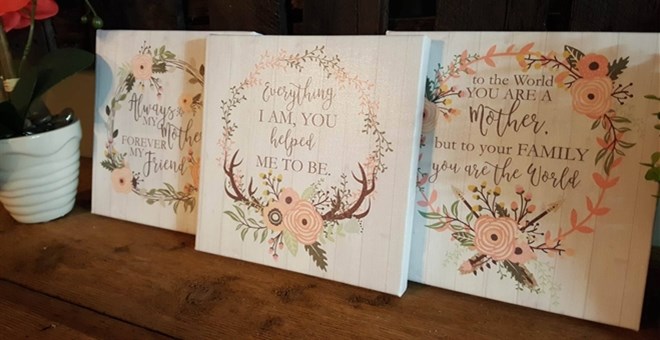 Always
MY
Mother
FOREVER
MY
Friend
Everything
I AM, YOU
helped
ME TO BE.
to the World
YOU ARE A
Mother.
but to your FAMILY
you are the World